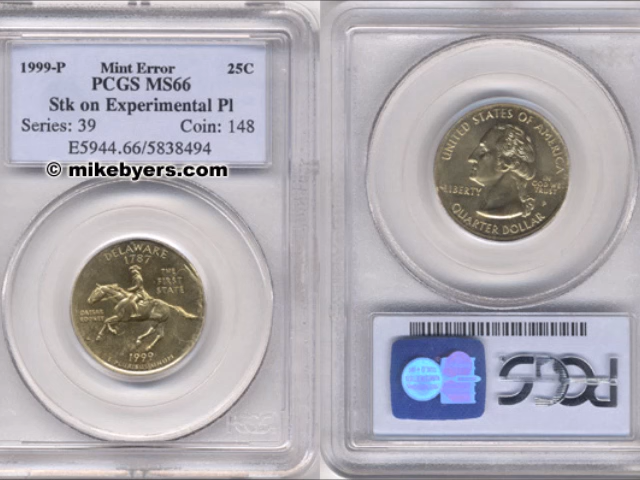 1999-P Mint Error 25C
PCGS MS66
Stk on Experimental Pl
Series: 39 Coin: 148
E5944.66/5838494
© mikebyers.com
DELAWARE
1787
THE
FIRST
STATE
CAESAR
RODNEY
1999
E PLURIBUS UNUM
UNITED STATES OF AMERICA
LIBERTY
IN
GOD WE
TRUST
P
QUARTER DOLLAR
PCGS